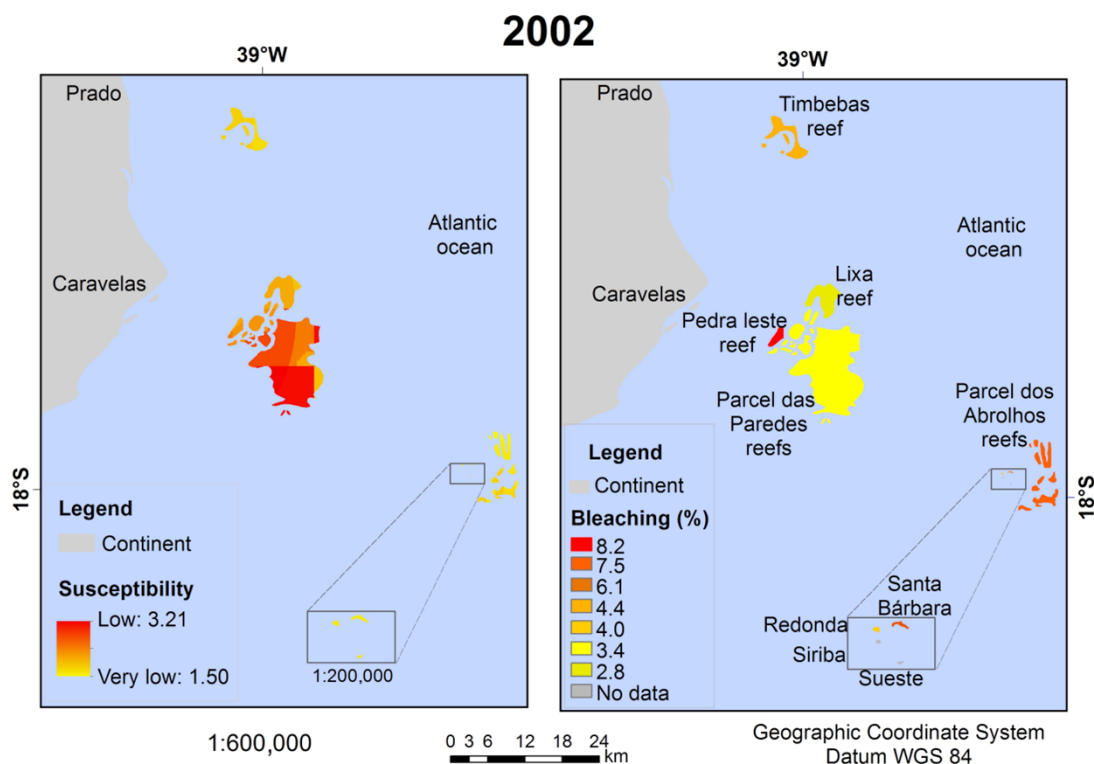 2002
39°W
39°W
Prado
Atlantic
ocean
Caravelas
18°S
Legend
Continent
Susceptibility
Low: 3.21
Very low: 1.50
1:200,000
Prado
Timbebas
reef
Atlantic
ocean
Lixa
reef
Caravelas
Pedra leste
reef
Parcel das
Paredes
reefs
Parcel dos
Abrolhos
reefs
18°S
Legend
Continent
Bleaching (%)
8.2
7.5
6.1
4.4
4.0
3.4
2.8
No data
Santa
Bárbara
Redonda
Siriba
Sueste
1:600,000
0 3 6 12 18 24
km
Geographic Coordinate System
Datum WGS 84